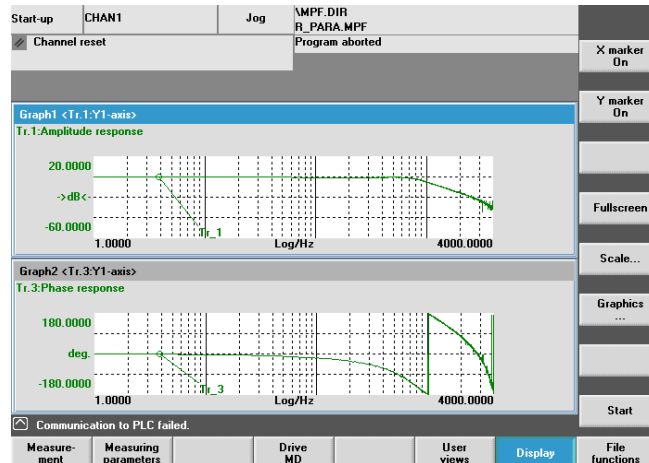 Start-up
CHAN1
Jog
\MPF.DIR
R_PARA.MPF
Channel reset
Program aborted
X marker
On
Graph1 <Tr.1:Y1-axis>
Y marker
On
Tr.1:Amplitude response
20.0000
->dB<-
-60.0000
Tr_1
1.0000
Log/Hz
4000.0000
Fullscreen
Scale...
Graph2 <Tr.3:Y1-axis>
Tr.3:Phase response
Graphics
...
180.0000
deg.
-180.0000
Tr_3
1.0000
Log/Hz
4000.0000
Start
Communication to PLC failed.
Measure-
ment
Measuring
parameters
Drive
MD
User
views
Display
File
functions